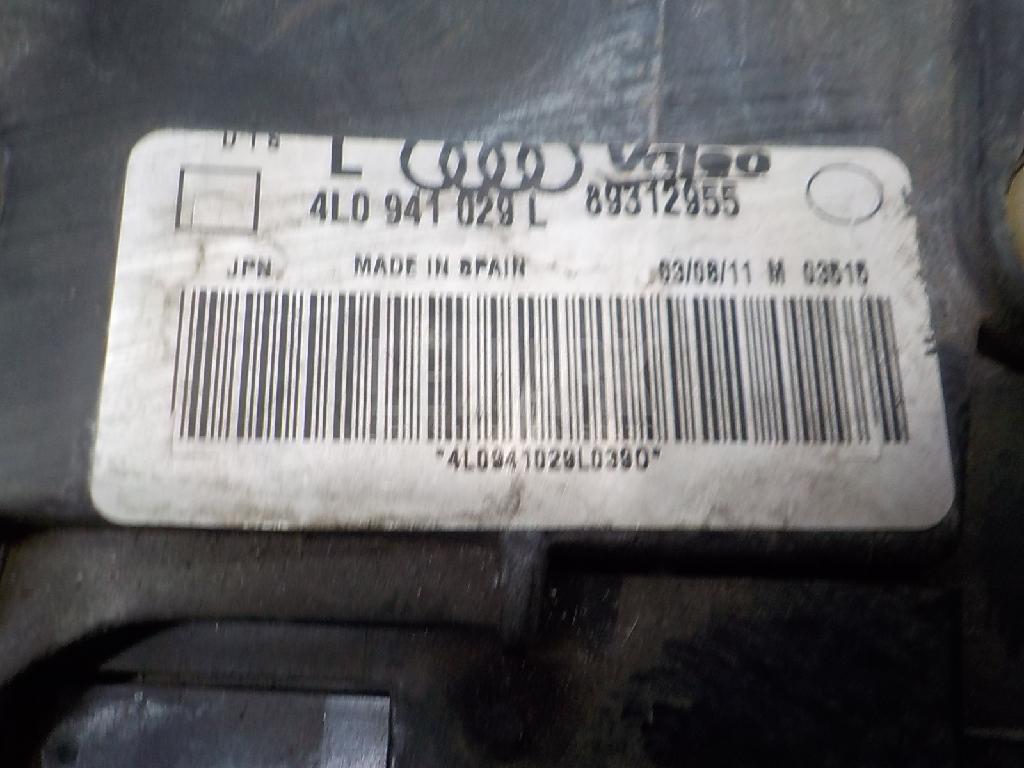 L Valeo
4L0 941 029 L 89312955
JPN MADE IN SPAIN 03/08/11 M 03515
*4L0941029L0390*